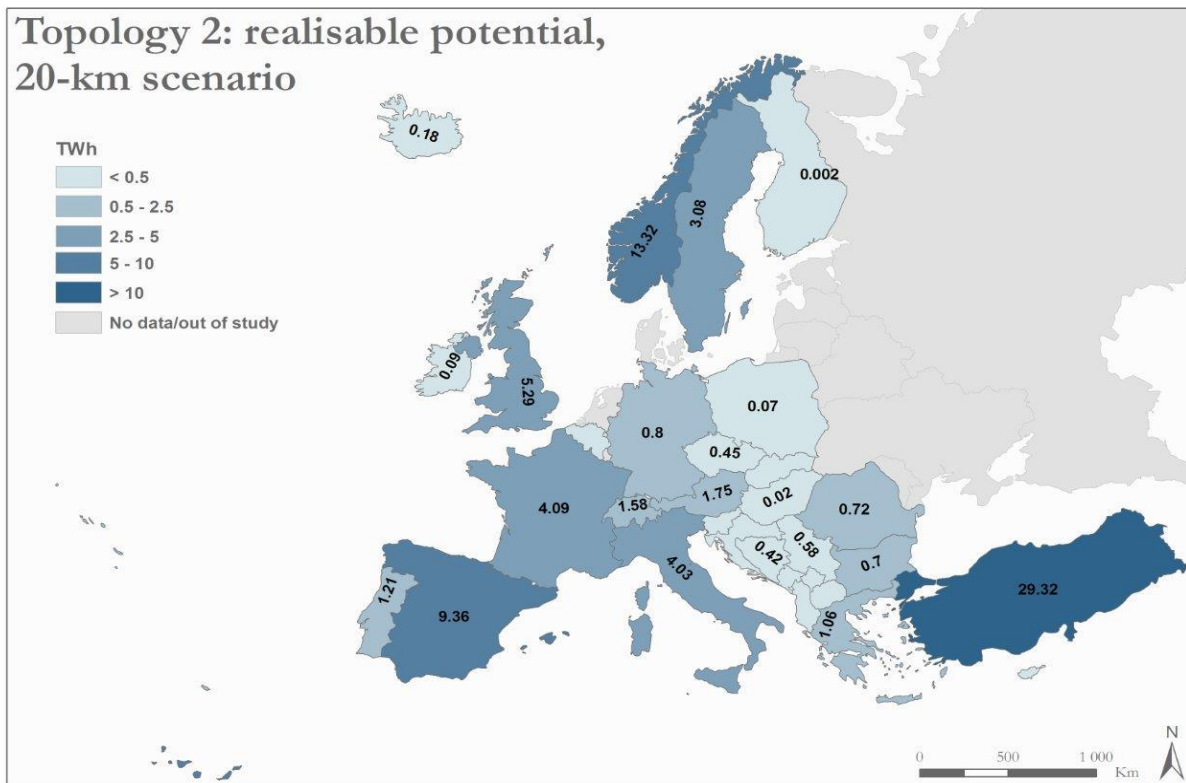 Topology 2: realisable potential,
20-km scenario
TWh
< 0.5
0.5 - 2.5
2.5 - 5
5 - 10
> 10
No data/out of study
0.18
0.002
3.08
13.32
0.09
5.29
0.07
0.8
0.45
1.75
0.02
1.58
4.09
0.72
0.58
0.42
0.7
4.03
1.21
9.36
1.06
29.32
N
0 500 1 000
Km